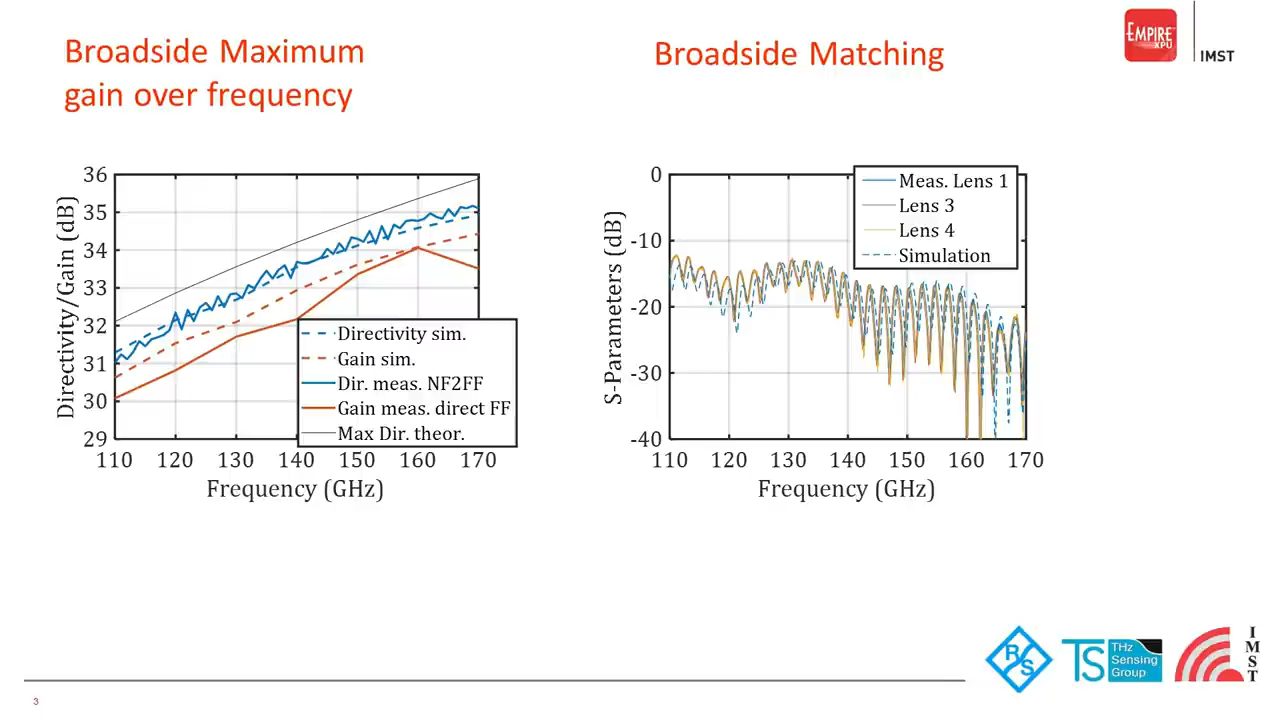 Broadside Maximum
gain over frequency
Broadside Matching
EMPIRE
XPU
IMST
Directivity/Gain (dB)
36
35
34
33
32
31
30
29
110 120 130 140 150 160 170
Frequency (GHz)
Directivity sim.
Gain sim.
Dir. meas. NF2FF
Gain meas. direct FF
Max Dir. theor.
S-Parameters (dB)
0
-10
-20
-30
-40
110 120 130 140 150 160 170
Frequency (GHz)
Meas. Lens 1
Lens 3
Lens 4
Simulation
R
S
TS
THz
Sensing
Group
I
M
S
T
3